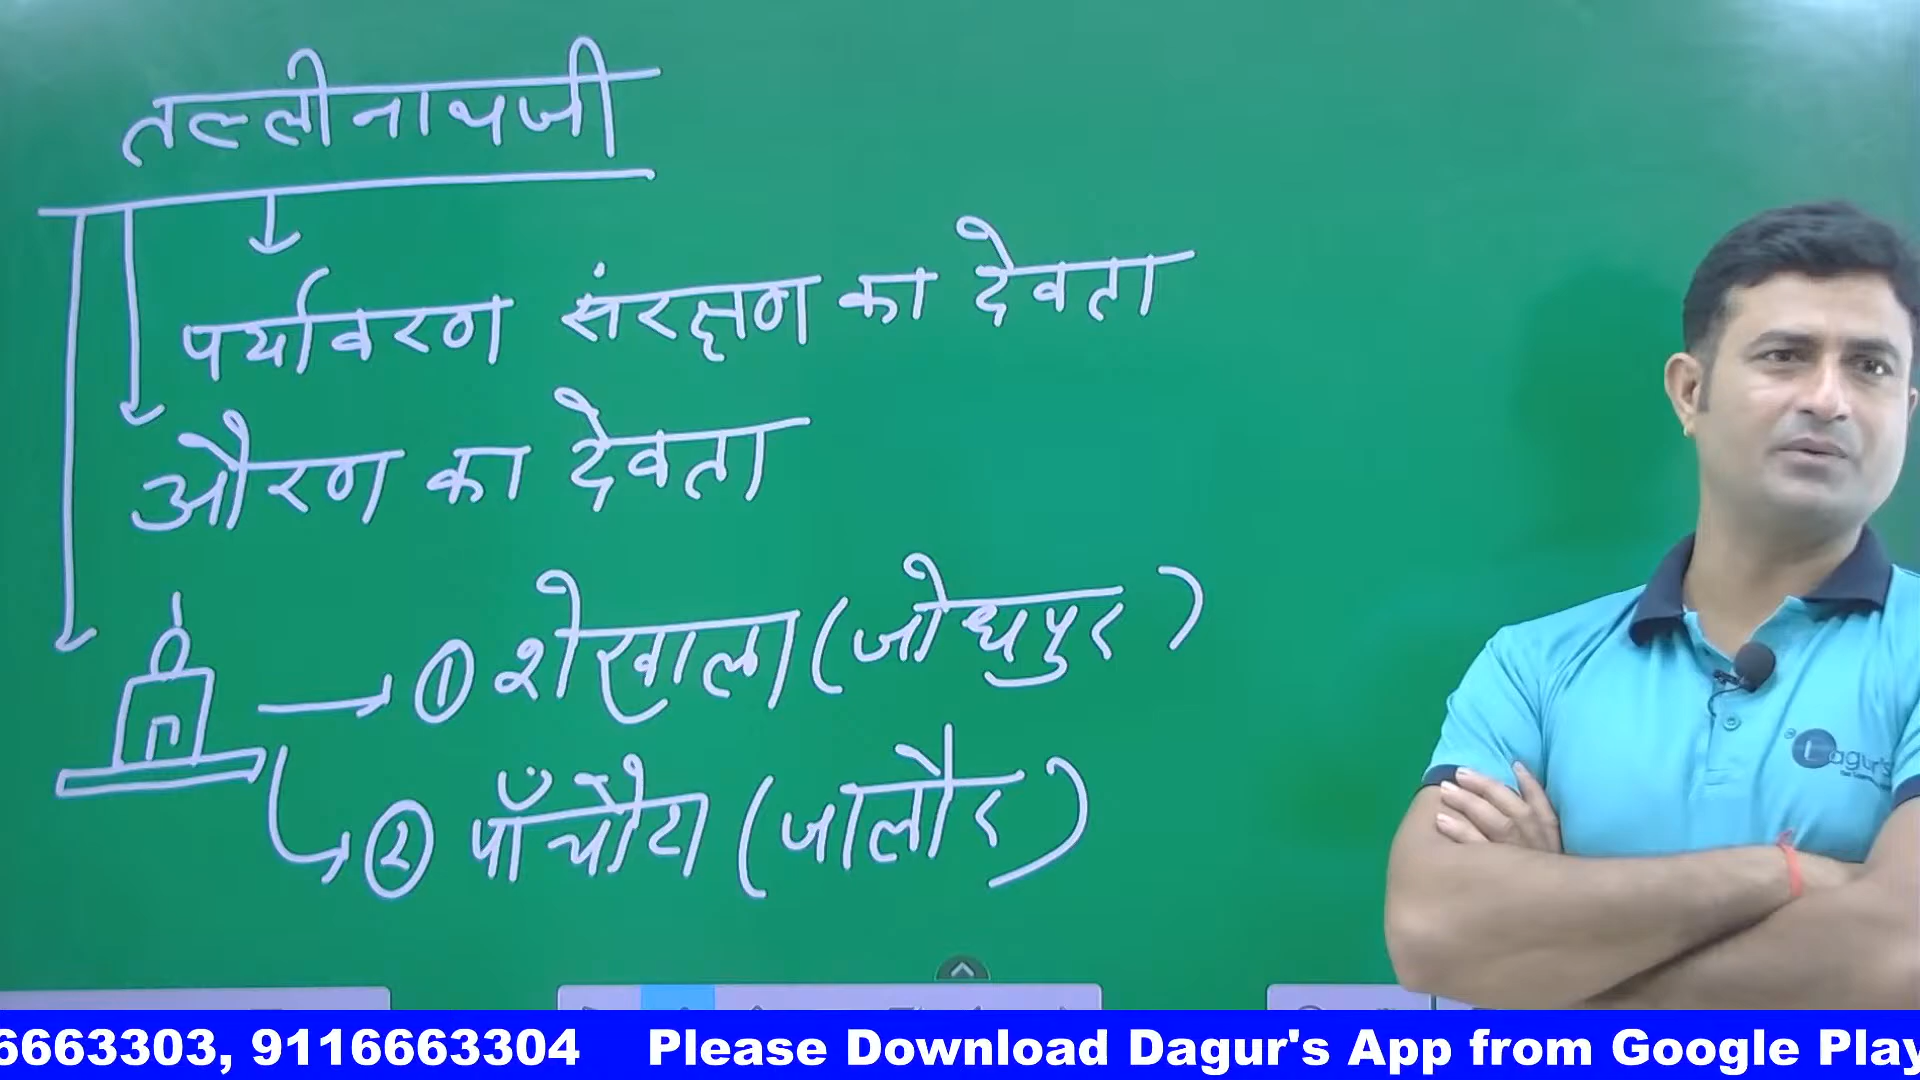 तल्लीनाथजी
पर्यावरण संरक्षण का देवता
औरण का देवता
① शेखाला (जोधपुर)
② पाँचौटा (जालौर)
Lagur's
6663303, 9116663304 Please Download Dagur's App from Google Play